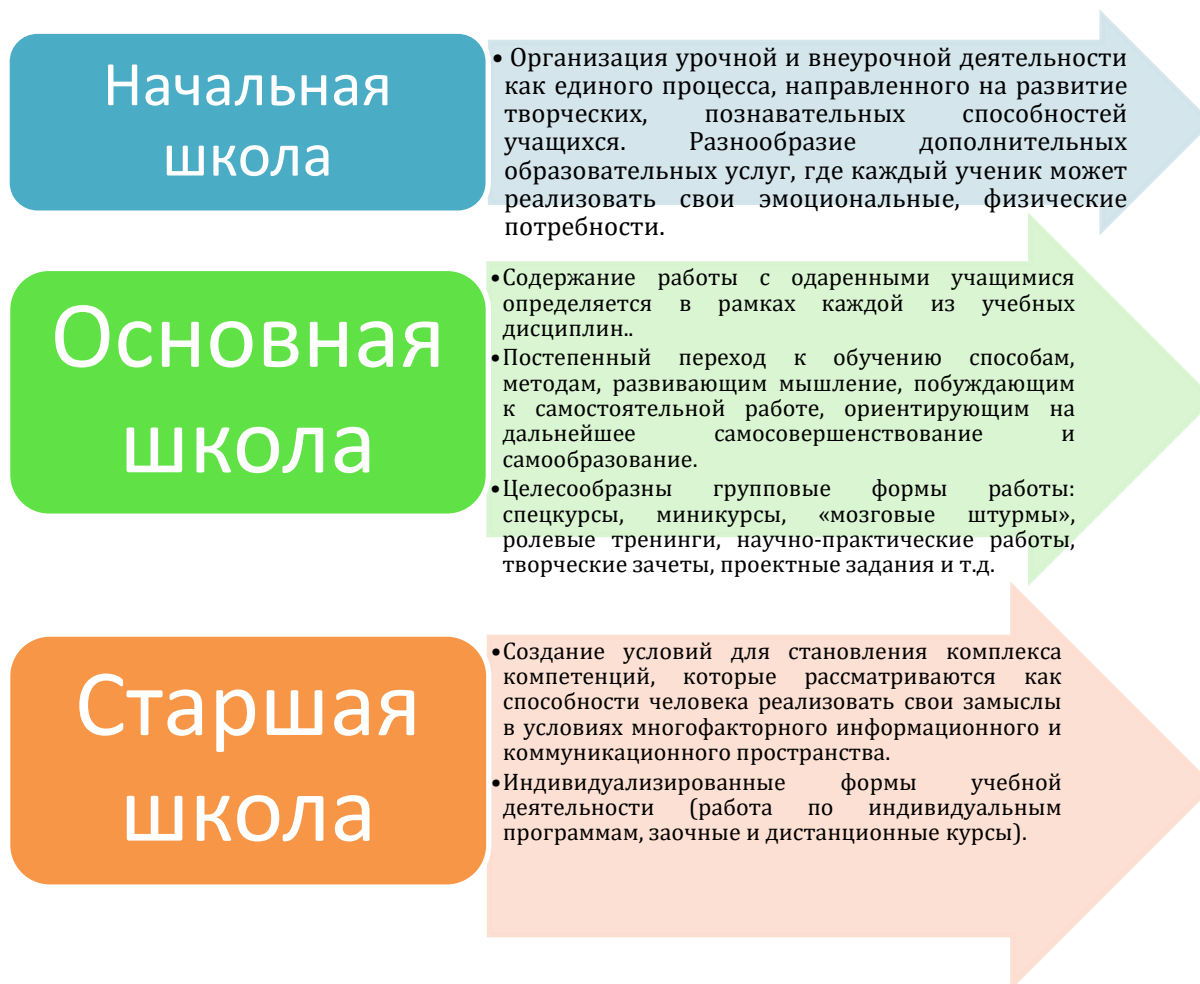 Начальная
школа
• Организация урочной и внеурочной деятельности
как единого процесса, направленного на развитие
творческих, познавательных способностей
учащихся. Разнообразие дополнительных
образовательных услуг, где каждый ученик может
реализовать свои эмоциональные, физические
потребности.
Основная
школа
•Содержание работы с одаренными учащимися
определяется в рамках каждой из учебных
дисциплин..
•Постепенный переход к обучению способам,
методам, развивающим мышление, побуждающим
к самостоятельной работе, ориентирующим на
дальнейшее самосовершенствование и
самообразование.
•Целесообразны групповые формы работы:
спецкурсы, миникурсы, «мозговые штурмы»,
ролевые тренинги, научно-практические работы,
творческие зачеты, проектные задания и т.д.
Старшая
школа
•Создание условий для становления комплекса
компетенций, которые рассматриваются как
способности человека реализовать свои замыслы
в условиях многофакторного информационного и
коммуникационного пространства.
•Индивидуализированные формы учебной
деятельности (работа по индивидуальным
программам, заочные и дистанционные курсы).